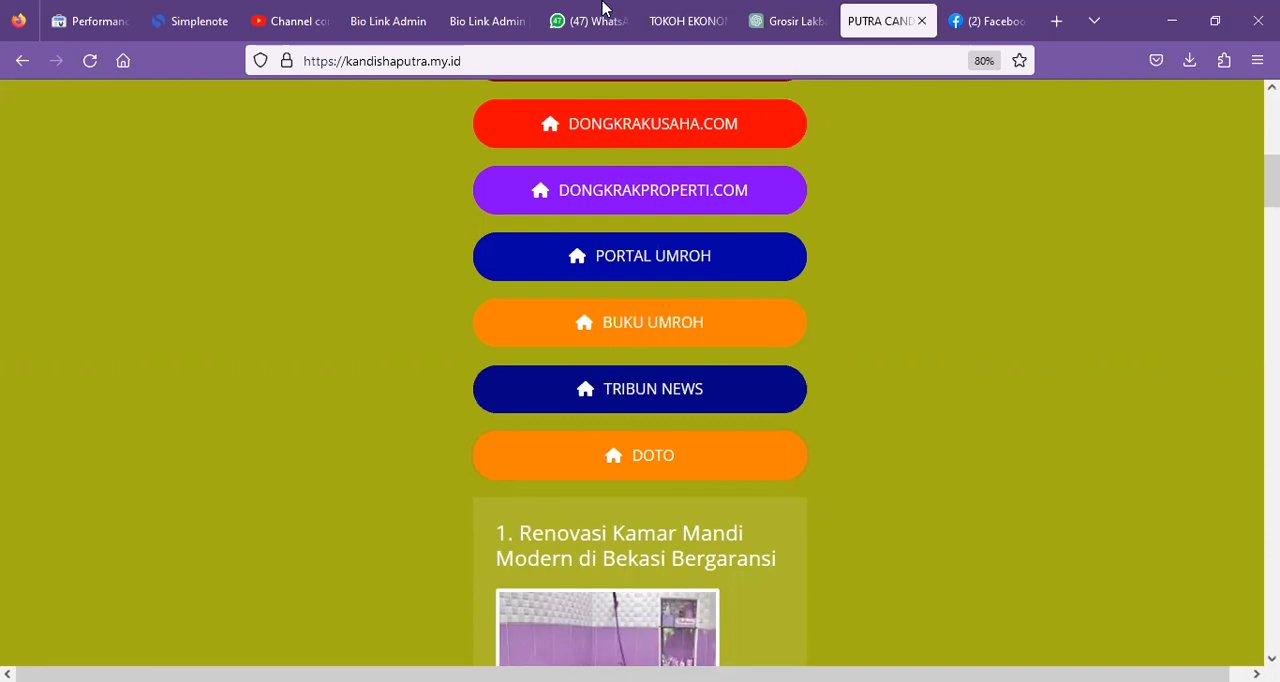 Performanc
Simplenote
Channel co
Bio Link Admin
Bio Link Admin
47
(47) WhatsA
TOKOH EKONO
Grosir Lakb
PUTRA CAND
(2) Faceboo
https://kandishaputra.my.id
80%
DONGKRAKUSAHA.COM
DONGKRAKPROPERTI.COM
PORTAL UMROH
BUKU UMROH
TRIBUN NEWS
DOTO
1. Renovasi Kamar Mandi
Modern di Bekasi Bergaransi